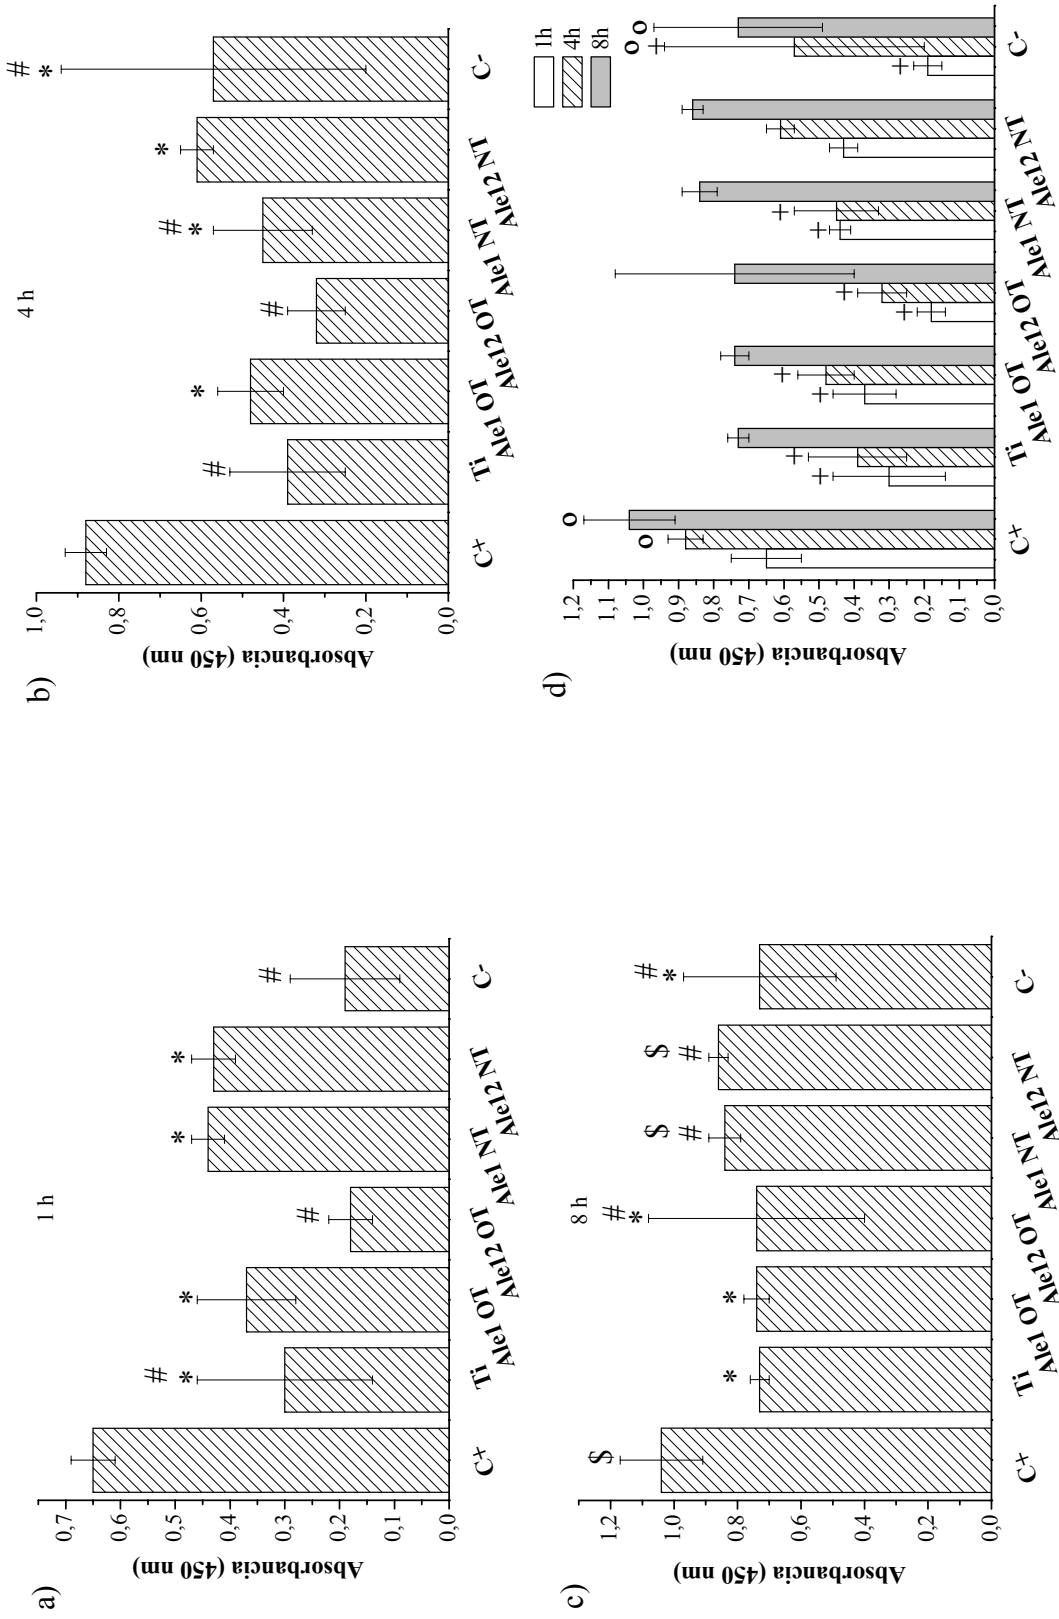 a)
1 h
Absorbancia (450 nm)
0,7
0,6
0,5
0,4
0,3
0,2
0,1
0,0
# * * # * * #
C+ Ti Ale1 OT Ale12 OT Ale1 NT Ale12 NT C-
b)
4 h
Absorbancia (450 nm)
1,0
0,8
0,6
0,4
0,2
0,0
# * # # * * # *
C+ Ti Ale1 OT Ale12 OT Ale1 NT Ale12 NT C-
c)
8 h
Absorbancia (450 nm)
1,2
1,0
0,8
0,6
0,4
0,2
0,0
$ * * # * $ # $ # # *
C+ Ti Ale1 OT Ale12 OT Ale1 NT Ale12 NT C-
d)
1h
4h
8h
Absorbancia (450 nm)
1,2
1,1
1,0
0,9
0,8
0,7
0,6
0,5
0,4
0,3
0,2
0,1
0,0
o o + + + + + + + + + o + o
C+ Ti Ale1 OT Ale12 OT Ale1 NT Ale12 NT C-